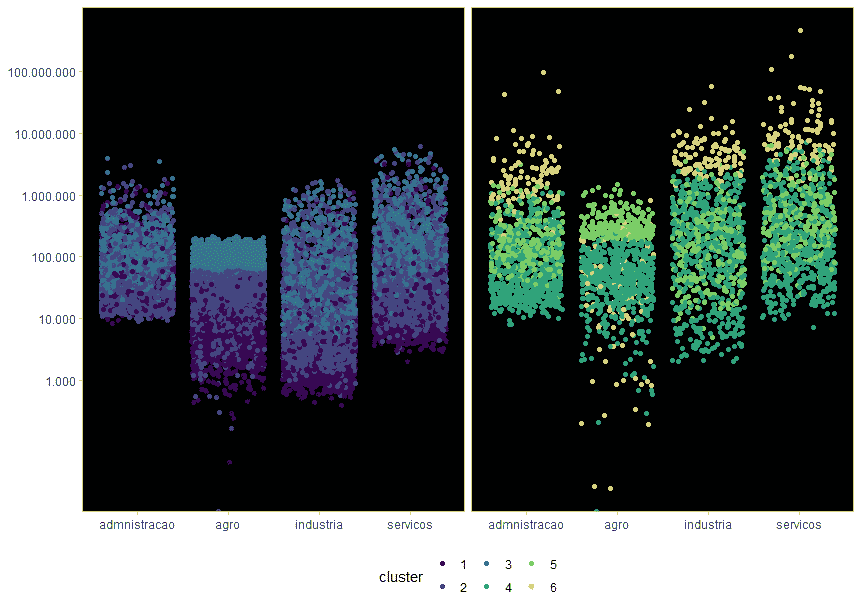 100.000.000
10.000.000
1.000.000
100.000
10.000
1.000
admnistracao agro industria servicos admnistracao agro industria servicos
cluster 1 3 5
2 4 6